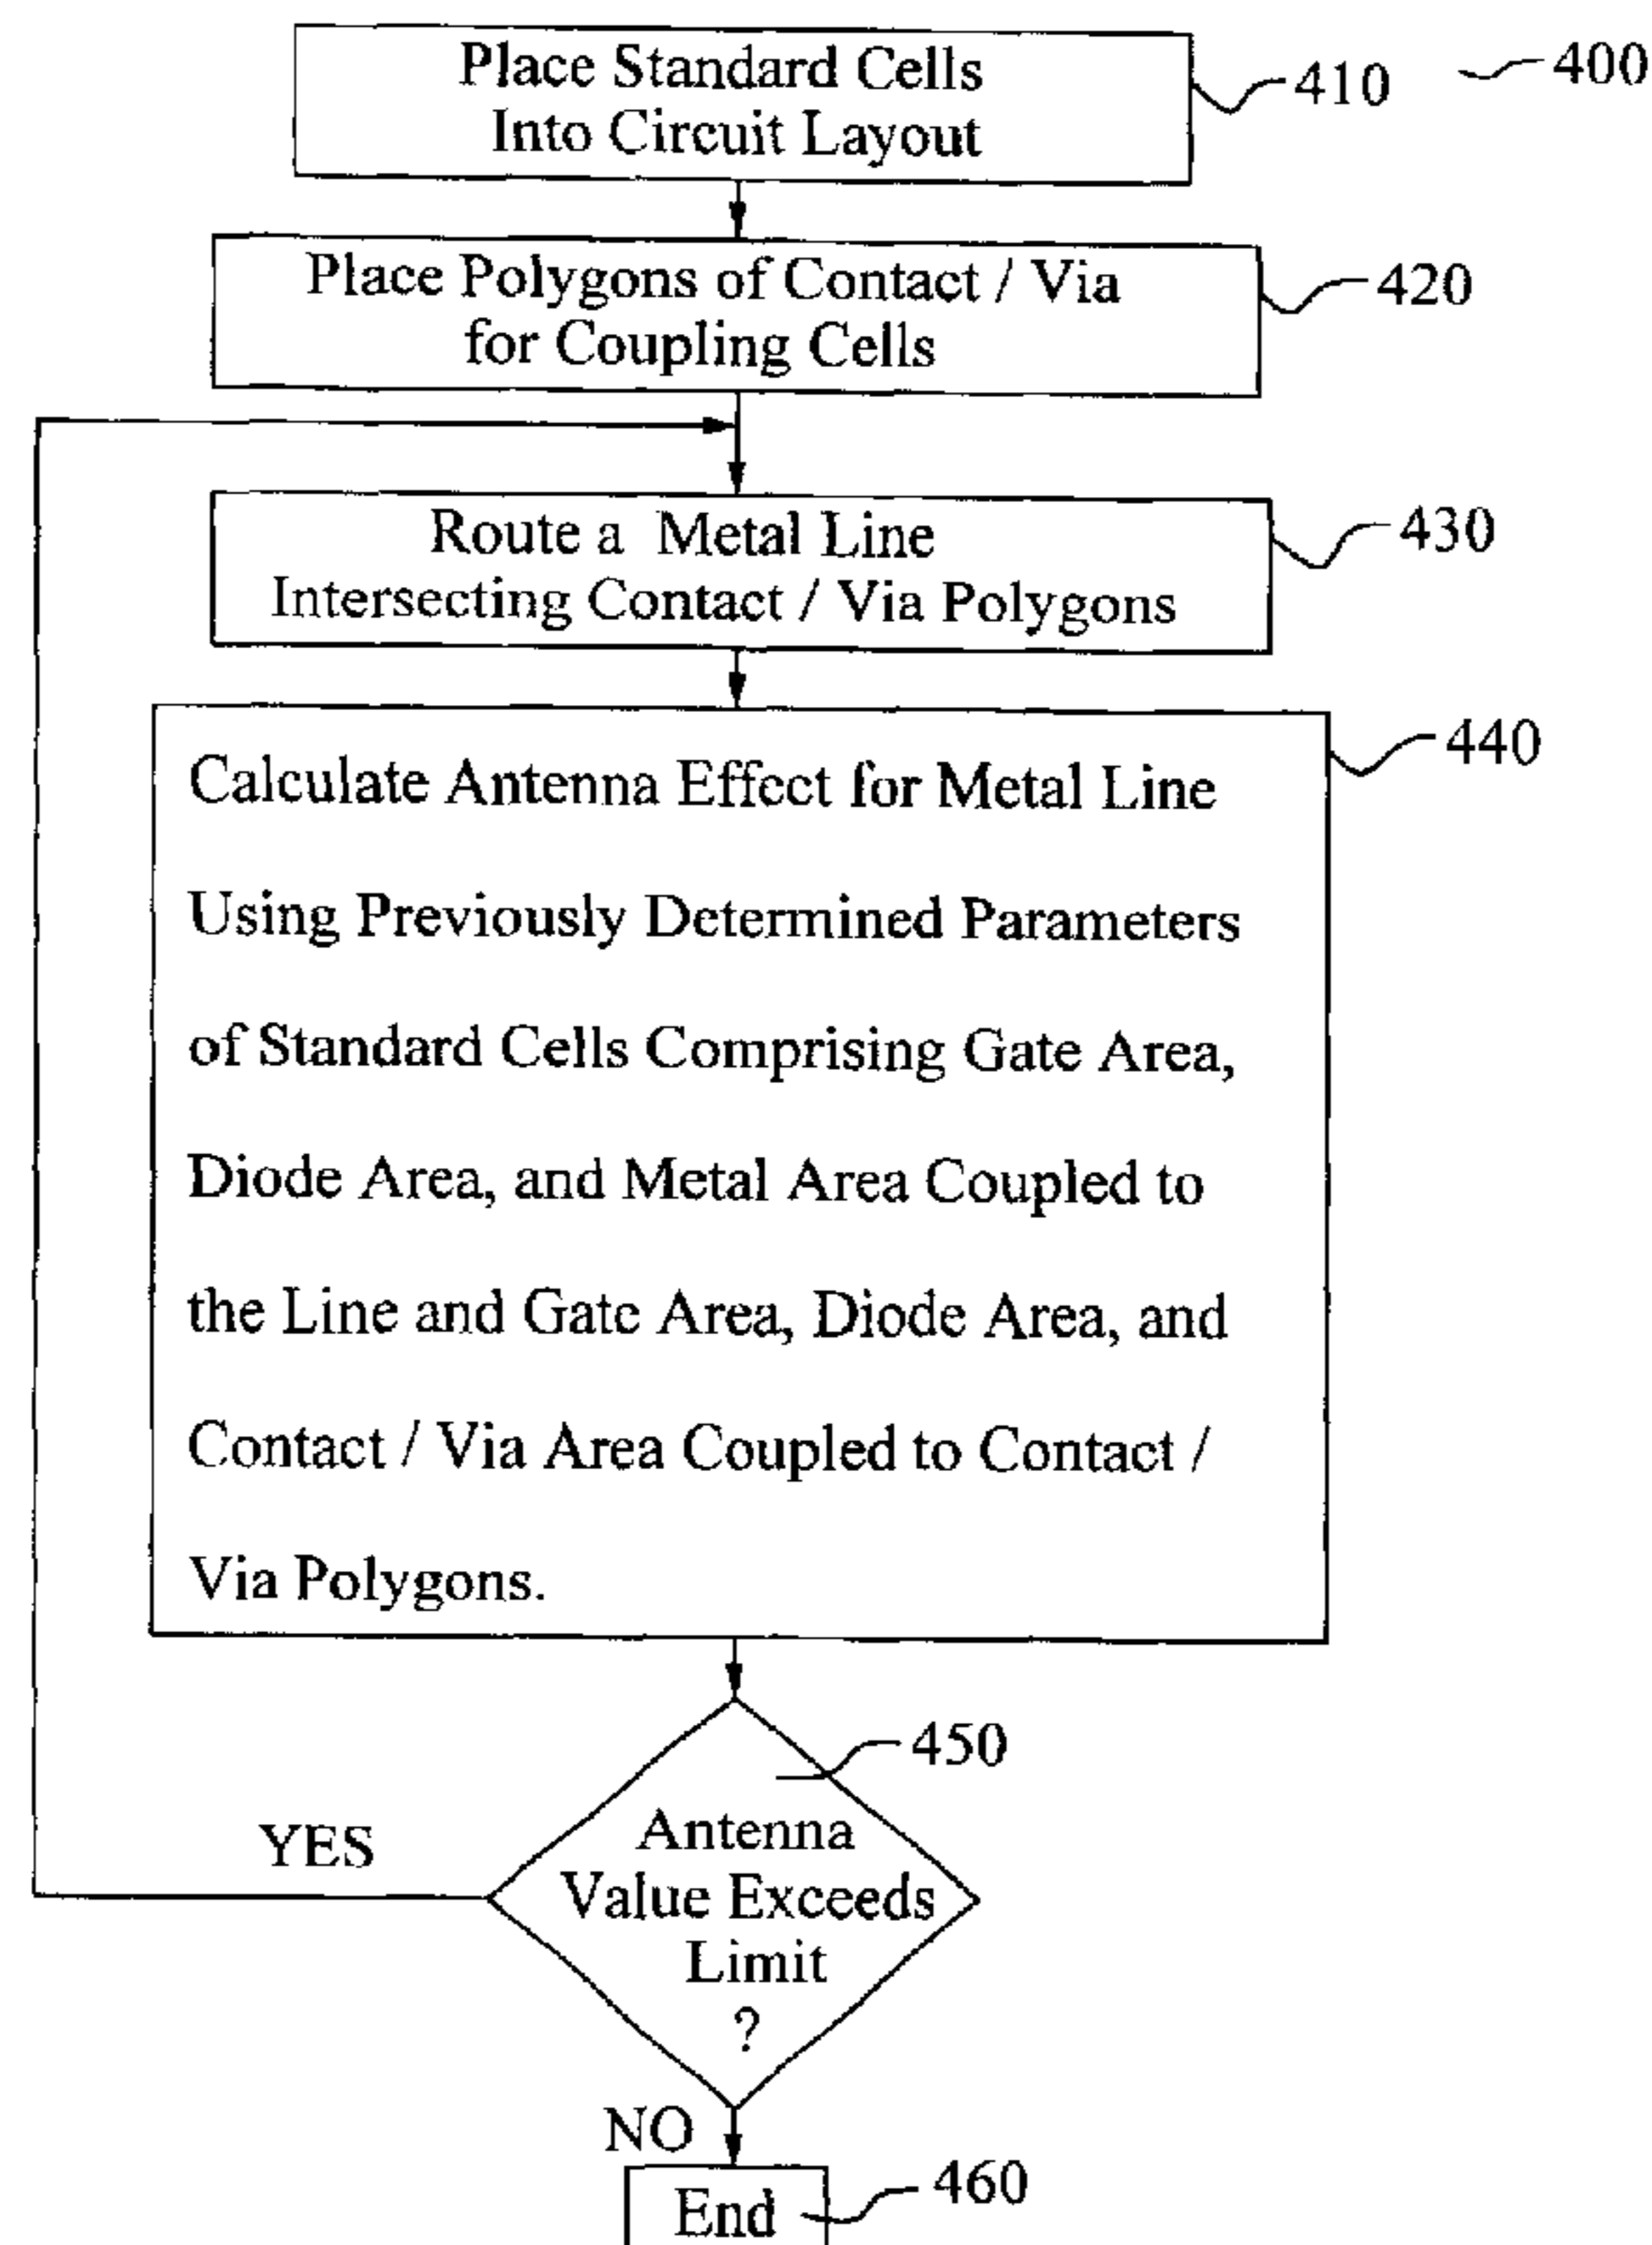 400
Place Standard Cells
Into Circuit Layout
410
Place Polygons of Contact / Via
for Coupling Cells
420
Route a Metal Line
Intersecting Contact / Via Polygons
430
Calculate Antenna Effect for Metal Line
Using Previously Determined Parameters
of Standard Cells Comprising Gate Area,
Diode Area, and Metal Area Coupled to
the Line and Gate Area, Diode Area, and
Contact / Via Area Coupled to Contact /
Via Polygons.
440
450
Antenna
Value Exceeds
Limit
?
YES
NO
End
460